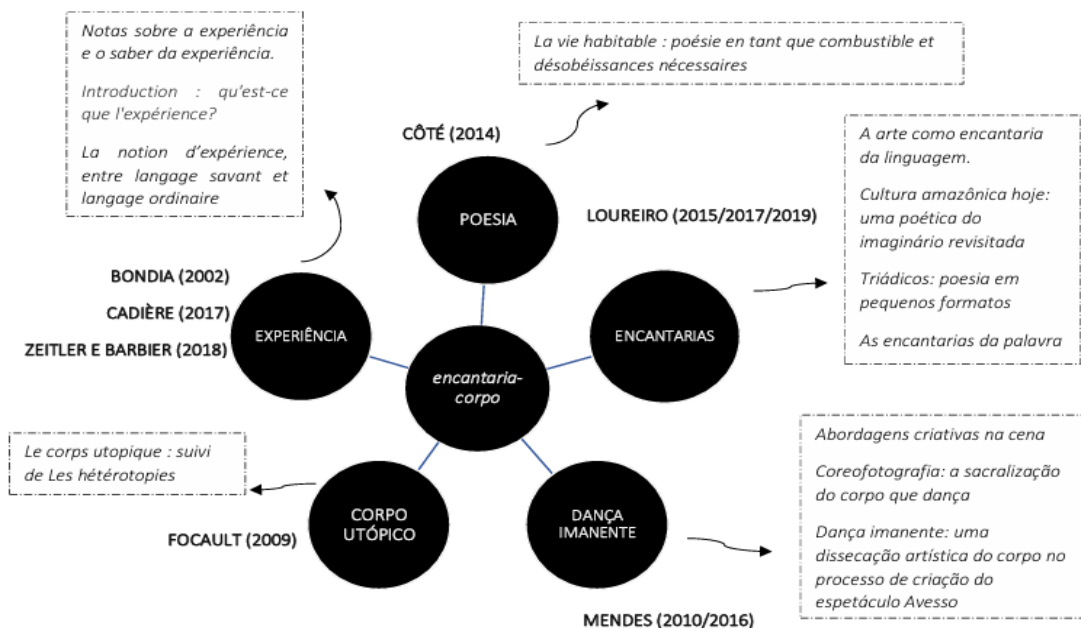 Notas sobre a experiência
e o saber da experiência.
Introduction : qu'est-ce
que l'expérience?
La notion d'expérience,
entre langage savant et
langage ordinaire
La vie habitable : poésie en tant que combustible et
désobéissances nécessaires
CÔTÉ (2014)
POESIA
LOUREIRO (2015/2017/2019)
A arte como encantaria
da linguagem.
Cultura amazônica hoje:
uma poética do
imaginário revisitada
Triádicos: poesia em
pequenos formatos
As encantarias da palavra
BONDIA (2002)
CADIÈRE (2017)
ZEITLER E BARBIER (2018)
EXPERIÊNCIA
ENCANTARIAS
encantaria-
corpo
Le corps utopique : suivi
de Les hétérotopies
FOCAULT (2009)
CORPO
UTÓPICO
DANÇA
IMANENTE
Abordagens criativas na cena
Coreofotografia: a sacralização
do corpo que dança
Dança imanente: uma
dissecação artística do corpo no
processo de criação do
espetáculo Avesso
MENDES (2010/2016)